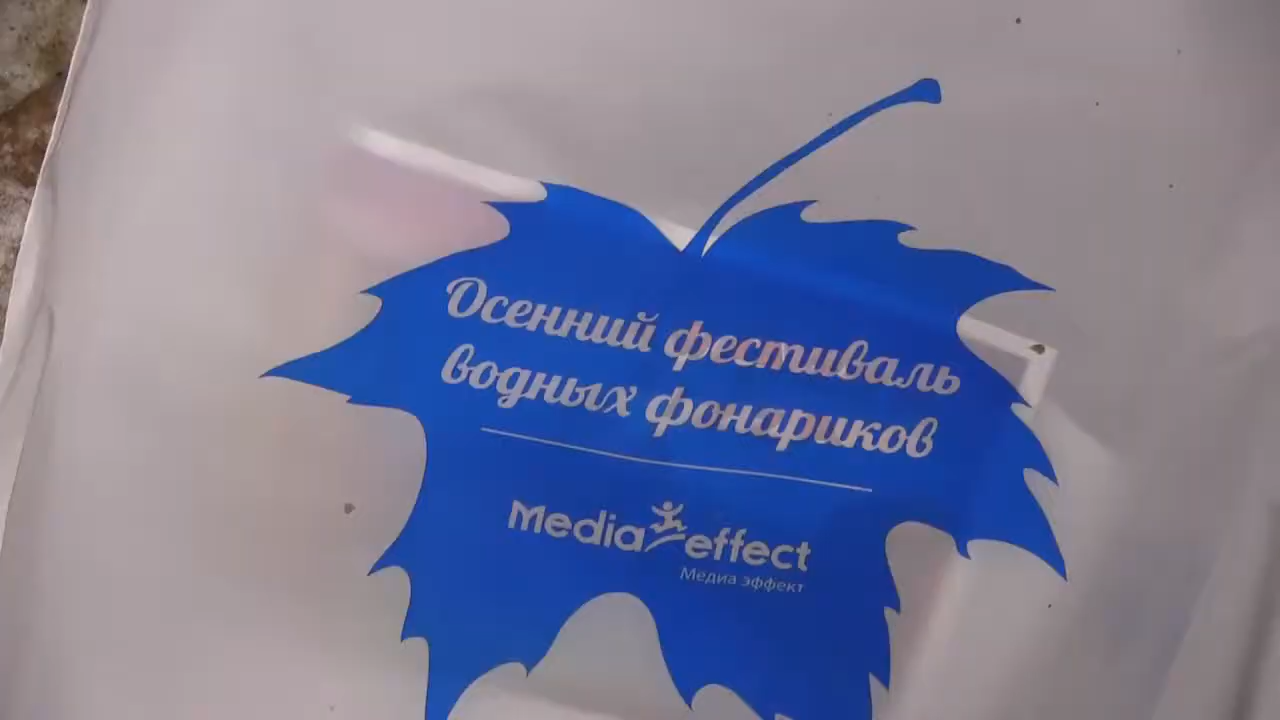 Осенний фестиваль
водных фонариков
Media effect
Медиа эффект